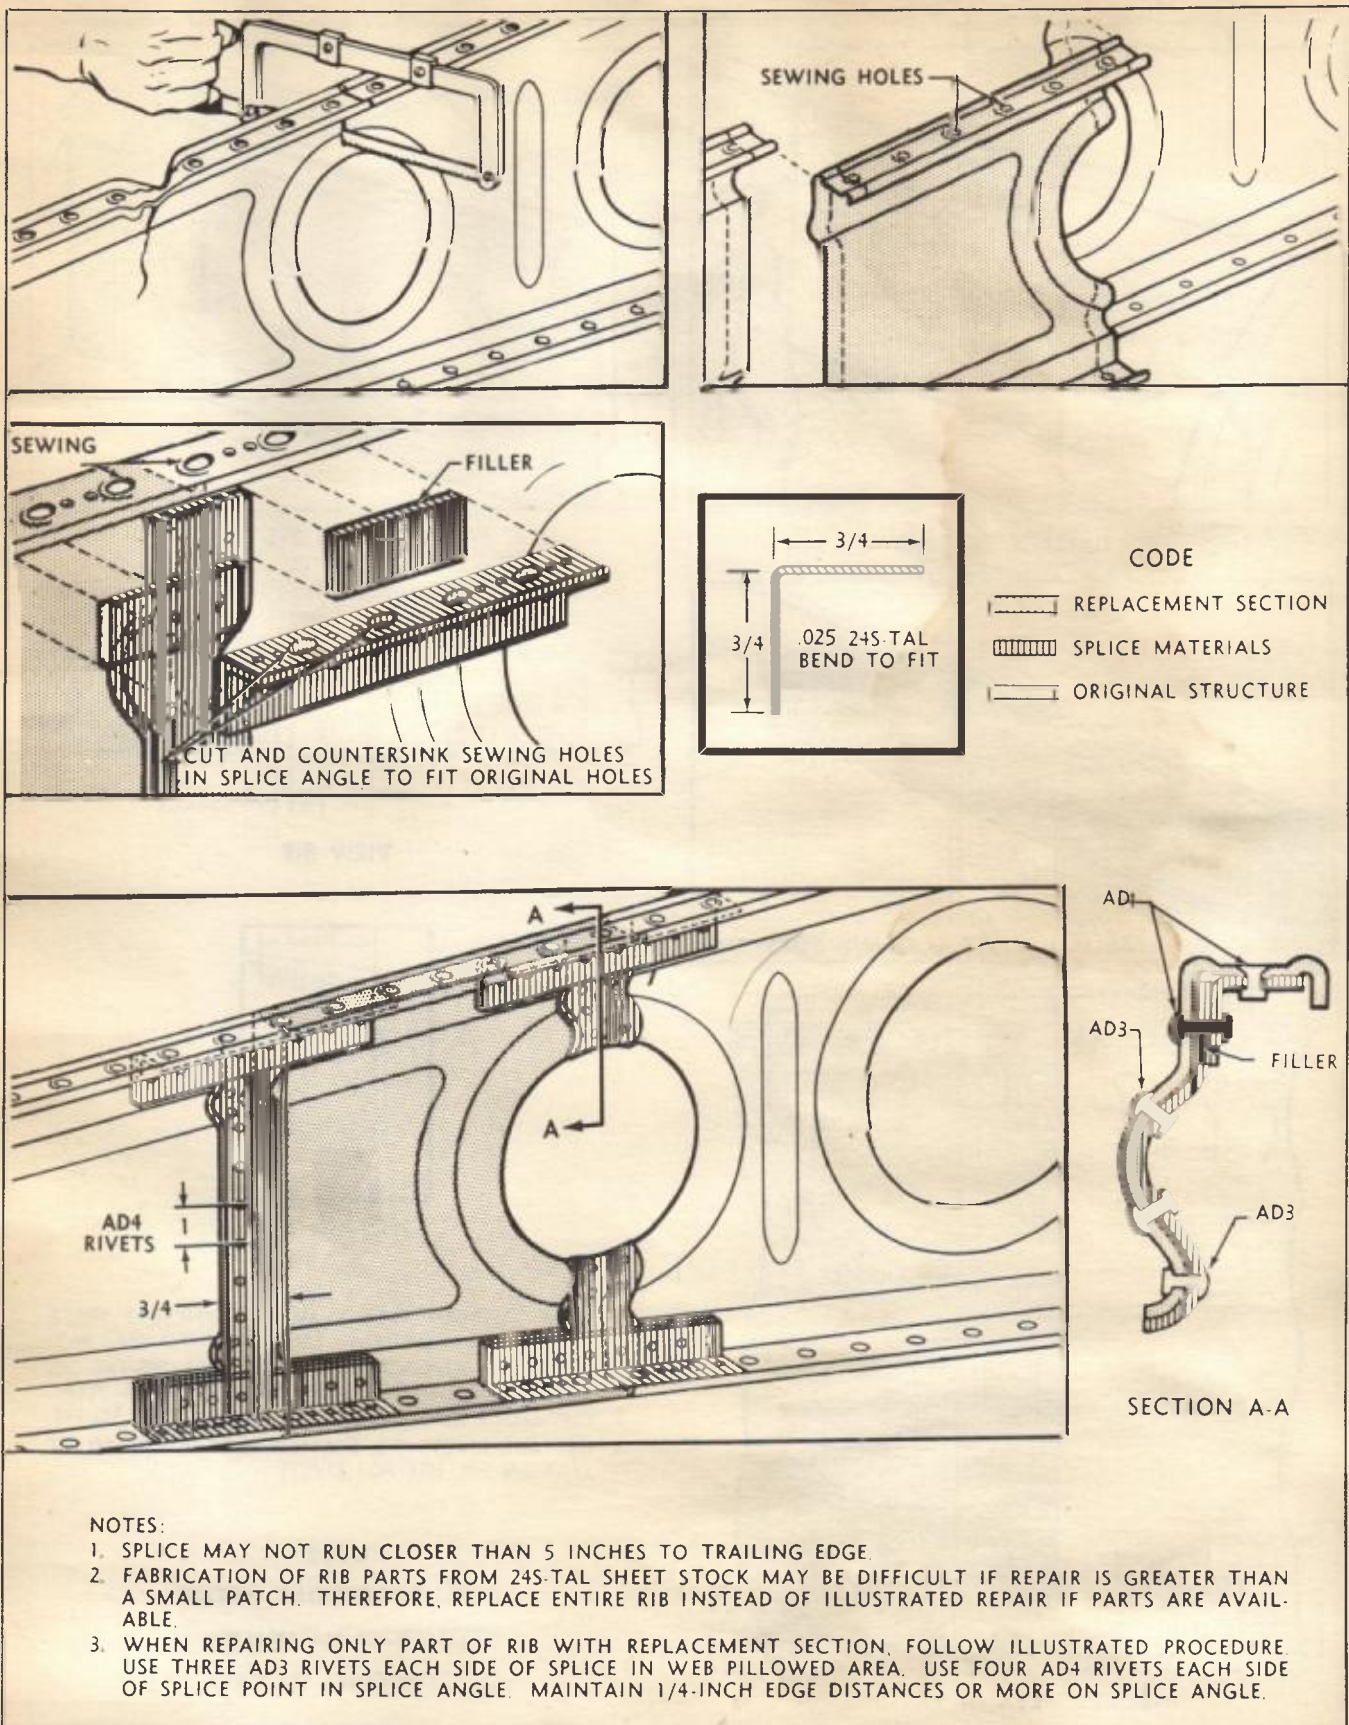 SEWING HOLES
SEWING
FILLER
CUT AND COUNTERSINK SEWING HOLES
IN SPLICE ANGLE TO FIT ORIGINAL HOLES
3/4
3/4
.025 24S-TAL
BEND TO FIT
CODE
REPLACEMENT SECTION
SPLICE MATERIALS
ORIGINAL STRUCTURE
A
A
AD4
RIVETS
1
3/4
AD
AD3
FILLER
AD3
SECTION A-A
NOTES:
1. SPLICE MAY NOT RUN CLOSER THAN 5 INCHES TO TRAILING EDGE.
2. FABRICATION OF RIB PARTS FROM 24S-TAL SHEET STOCK MAY BE DIFFICULT IF REPAIR IS GREATER THAN
A SMALL PATCH. THEREFORE, REPLACE ENTIRE RIB INSTEAD OF ILLUSTRATED REPAIR IF PARTS ARE AVAIL-
ABLE.
3. WHEN REPAIRING ONLY PART OF RIB WITH REPLACEMENT SECTION, FOLLOW ILLUSTRATED PROCEDURE.
USE THREE AD3 RIVETS EACH SIDE OF SPLICE IN WEB PILLOWED AREA. USE FOUR AD4 RIVETS EACH SIDE
OF SPLICE POINT IN SPLICE ANGLE. MAINTAIN 1/4-INCH EDGE DISTANCES OR MORE ON SPLICE ANGLE.